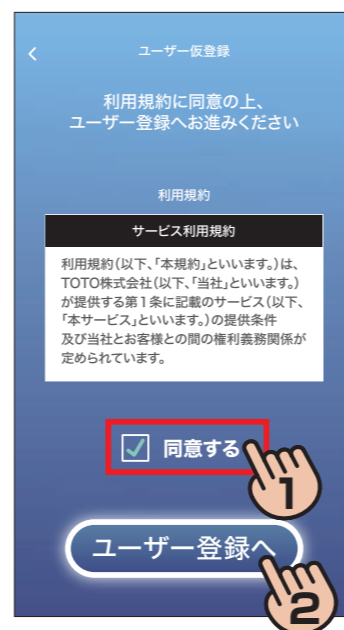 ユーザー仮登録
利用規約に同意の上、
ユーザー登録へお進みください
利用規約
サービス利用規約
利用規約(以下、「本規約」といいます。)は、
TOTO株式会社(以下、「当社」といいます。)
が提供する第1条に記載のサービス(以下、
「本サービス」といいます。)の提供条件
及び当社とお客様との間の権利義務関係が
定められています。
同意する
1
ユーザー登録へ
2